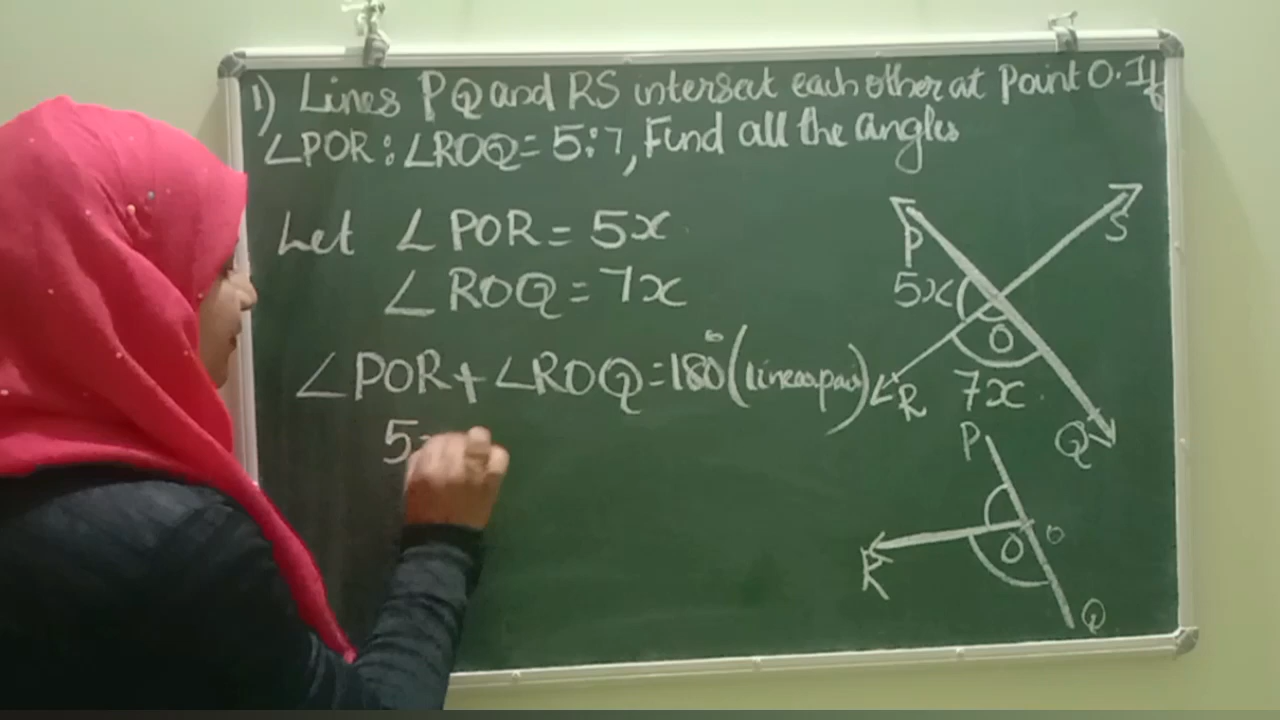 1) Lines PQ and RS intersect each other at Point O. If
∠POR : ∠ROQ = 5:7, Find all the angles
Let ∠POR = 5x
∠ROQ = 7x
∠POR + ∠ROQ = 180° (linear pair)
5
P
S
5x
O
R
7x
Q
P
O
O
R
Q